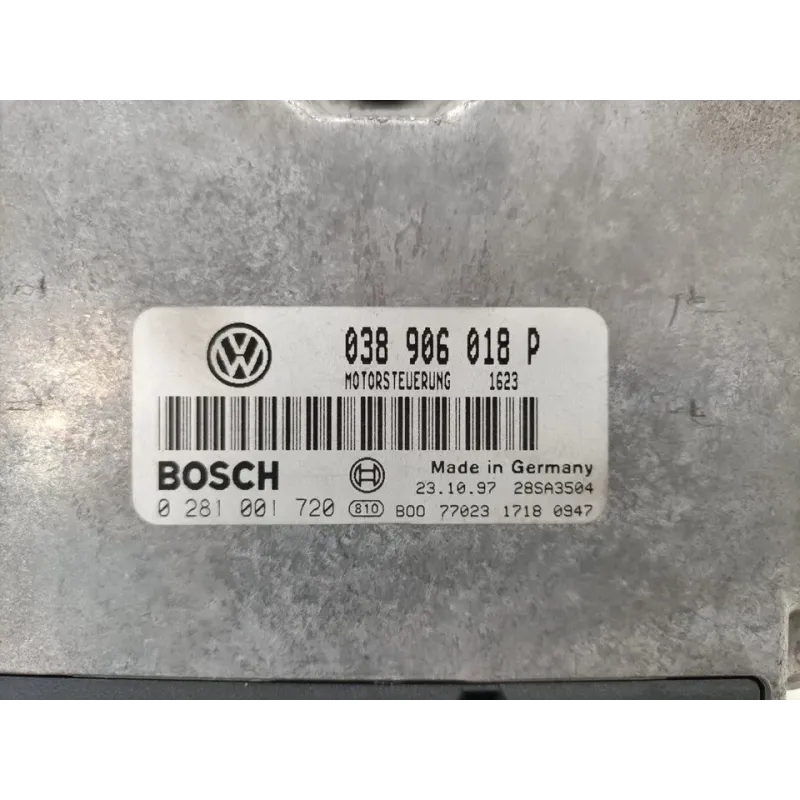 038 906 018 P
MOTORSTEUERUNG 1623
BOSCH
Made in Germany
23.10.97 28SA3504
0 281 001 720 810 B00 77023 1718 0947